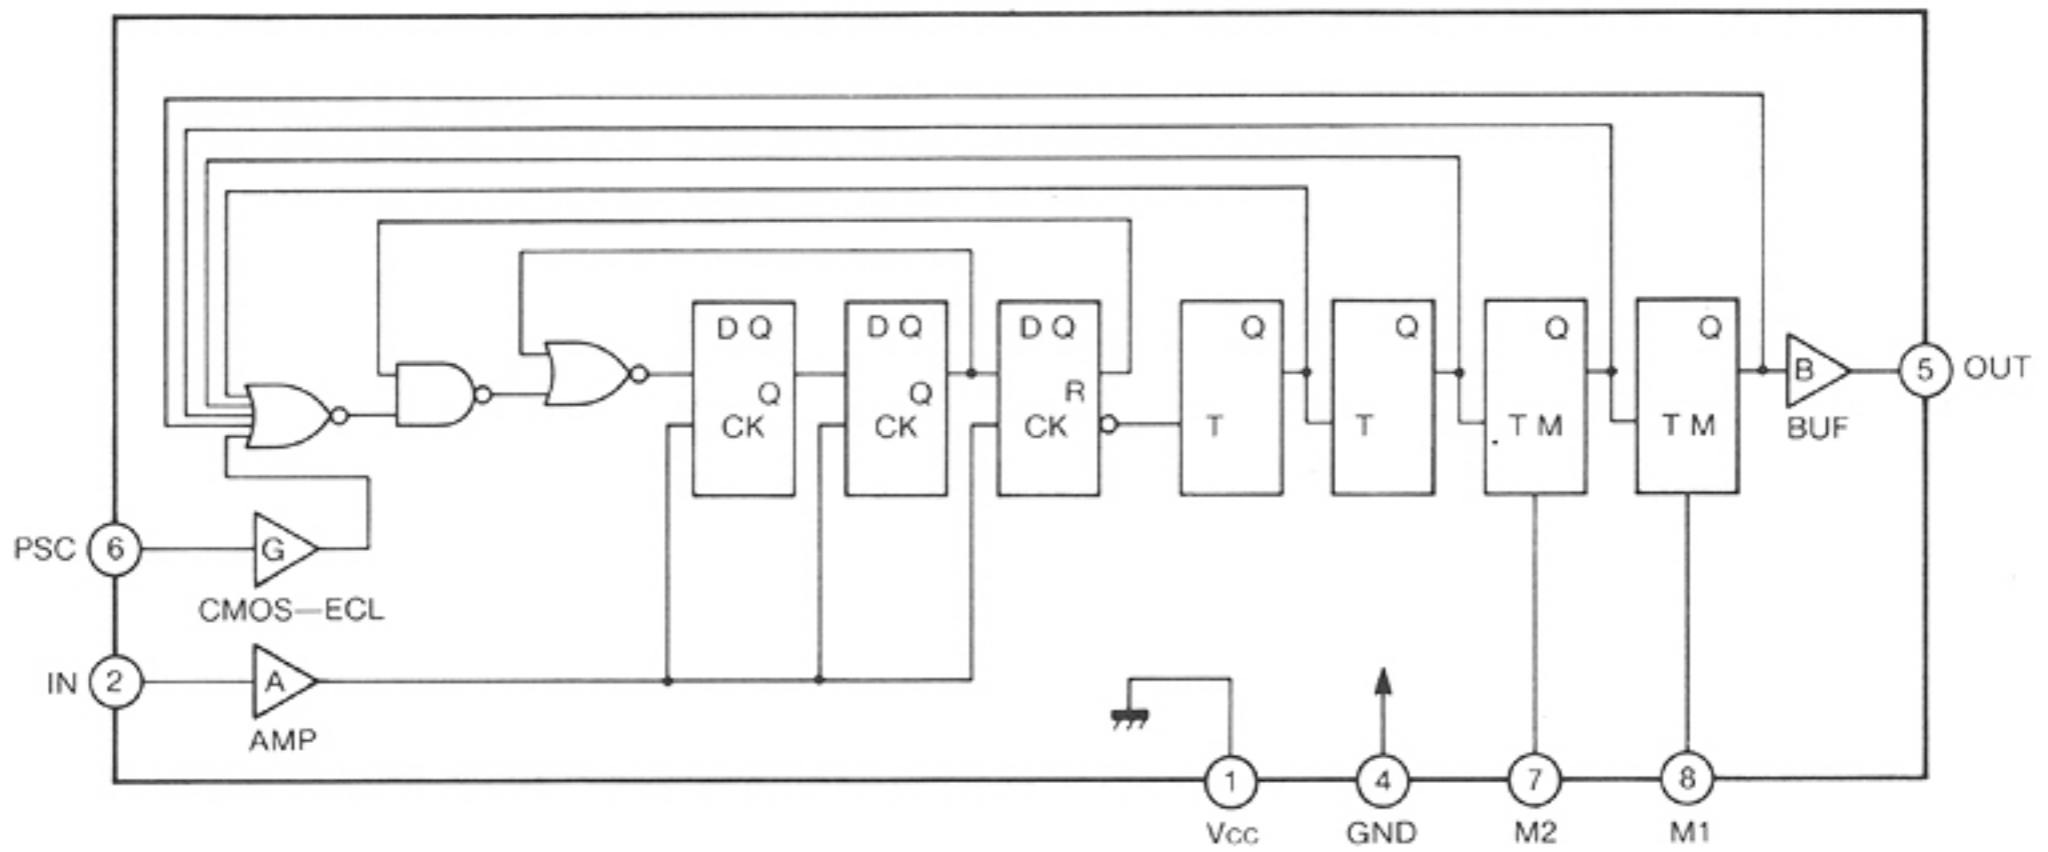 D Q
D Q
D Q
Q
Q
Q
Q
Q
Q
R
CK
CK
CK
T
T
T M
T M
B
BUF
5
OUT
PSC
6
G
CMOS—ECL
IN
2
A
AMP
1
4
7
8
Vcc
GND
M2
M1